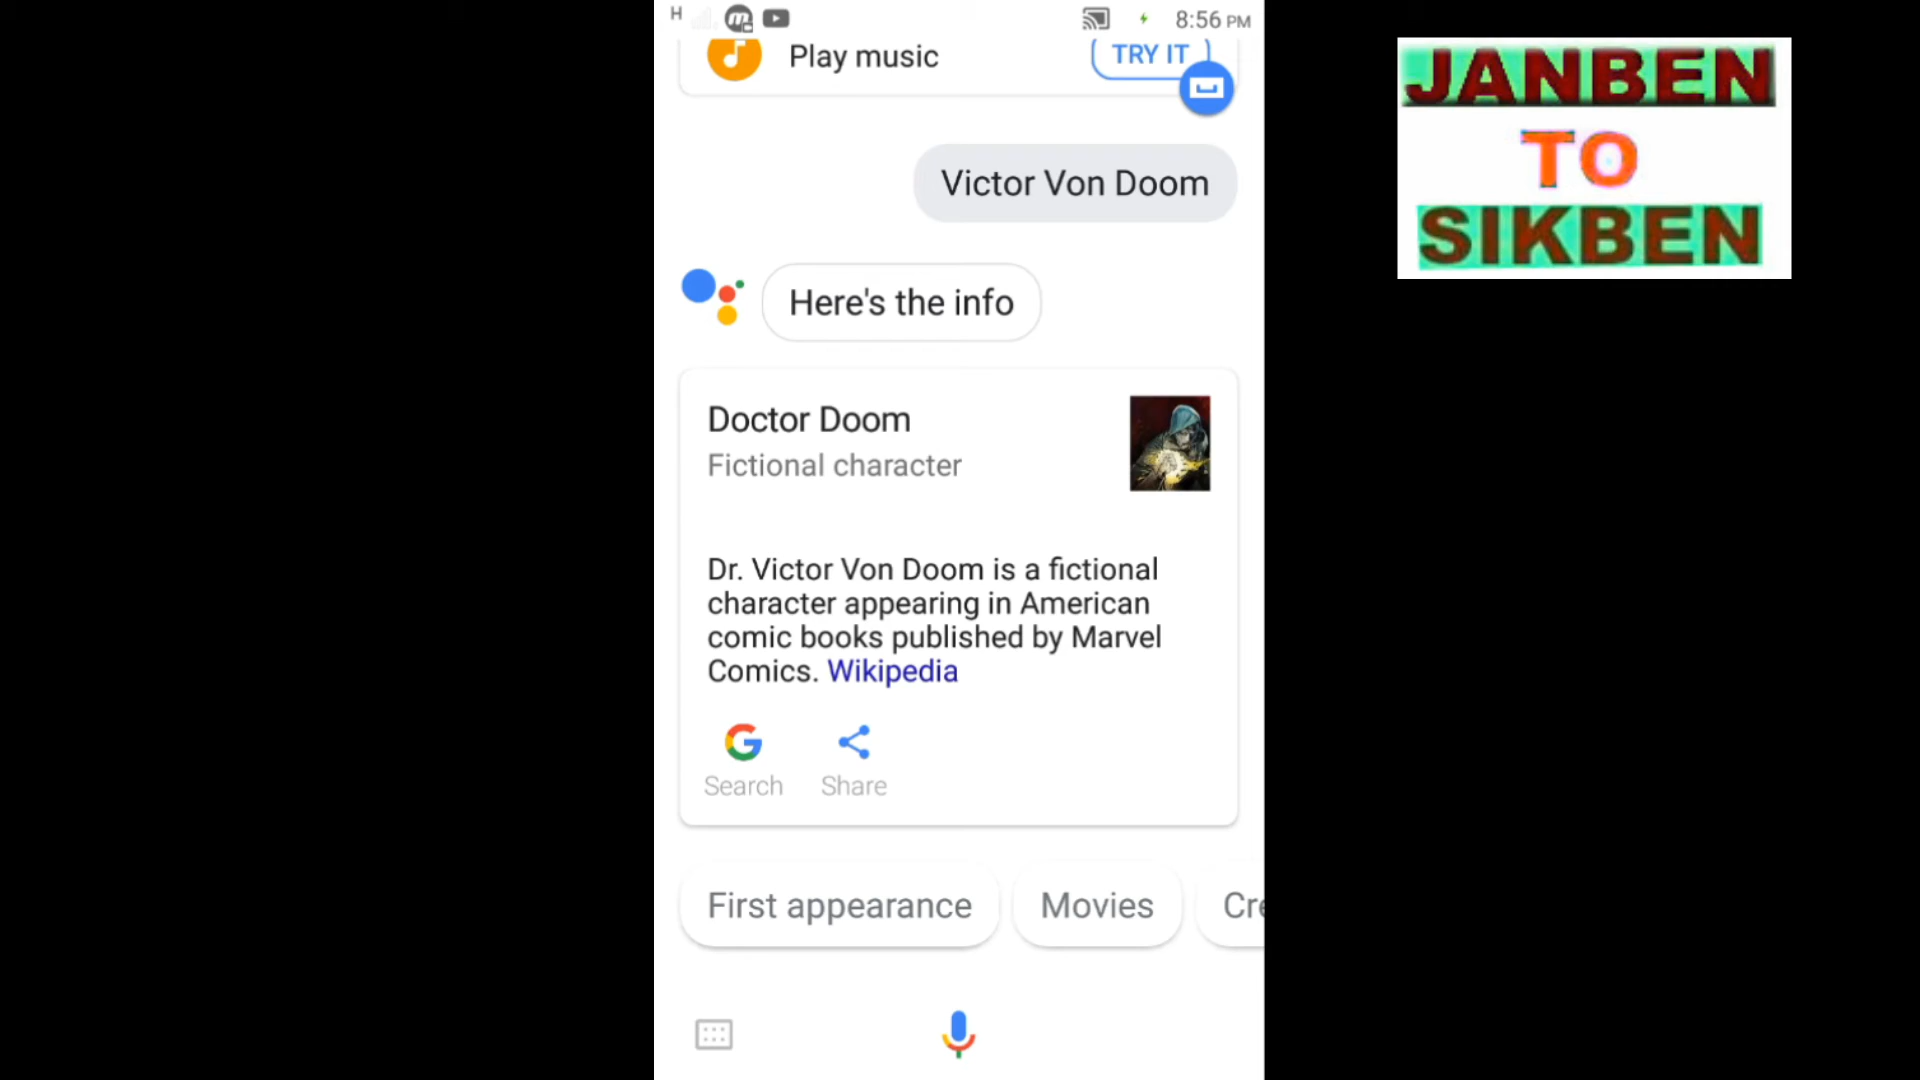 H
8:56 PM
Play music
TRY IT
Victor Von Doom
Here's the info
Doctor Doom
Fictional character
Dr. Victor Von Doom is a fictional
character appearing in American
comic books published by Marvel
Comics. Wikipedia
Search
Share
First appearance
Movies
Cre
JANBEN
TO
SIKBEN